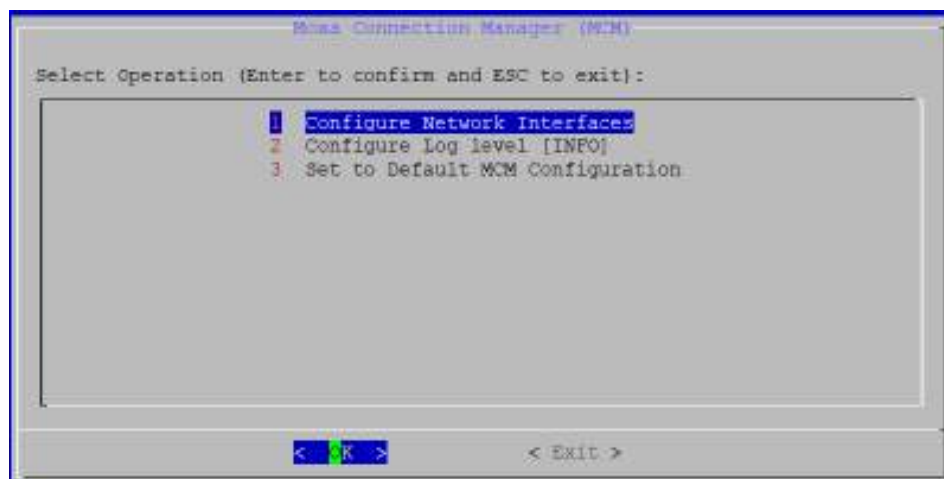 Moxa Connection Manager (MCM)
Select Operation (Enter to confirm and ESC to exit):
1 Configure Network Interfaces
2 Configure Log level [INFO]
3 Set to Default MCM Configuration
< OK > < Exit >